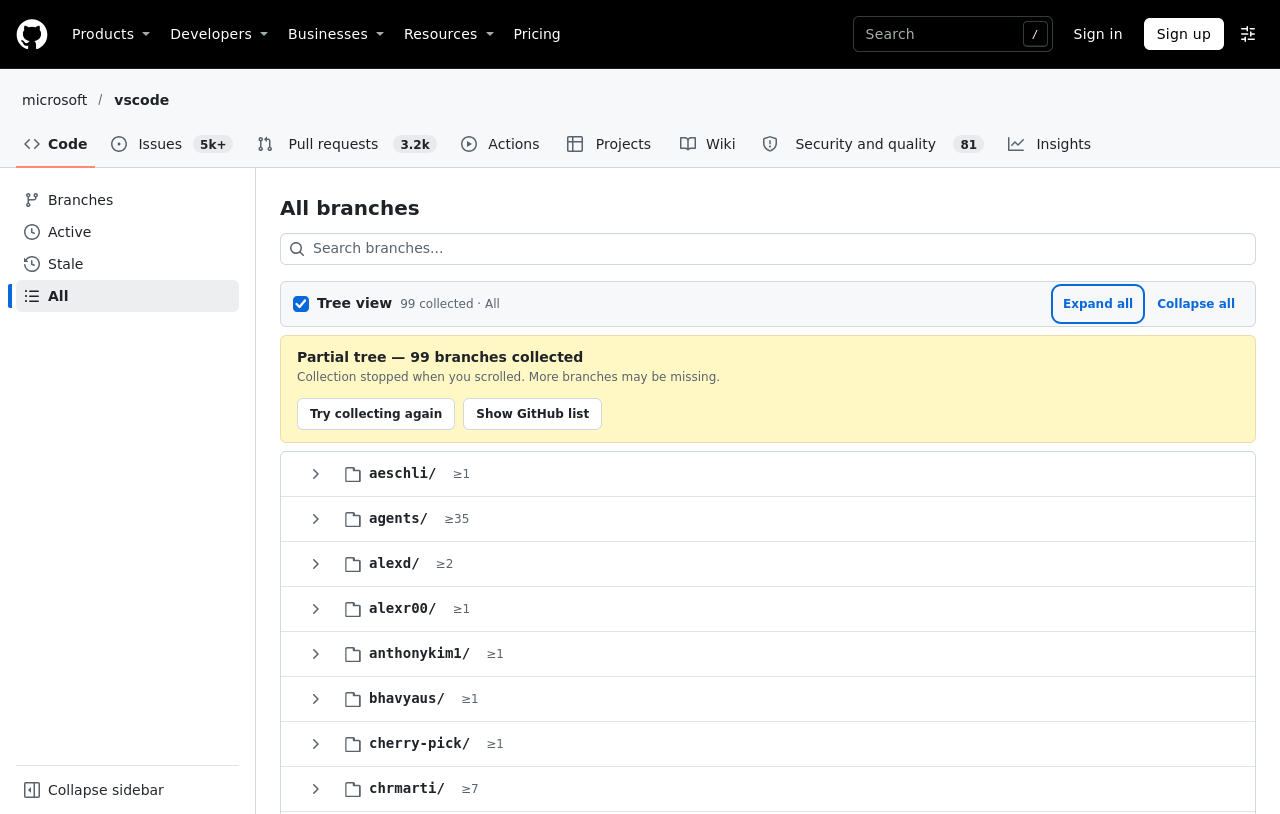 Products Developers Businesses Resources Pricing Search / Sign in Sign up
microsoft / vscode
Code Issues 5k+ Pull requests 3.2k Actions Projects Wiki Security and quality 81 Insights
Branches
Active
Stale
All
Collapse sidebar
All branches
Search branches...
Tree view 99 collected · All Expand all Collapse all
Partial tree — 99 branches collected
Collection stopped when you scrolled. More branches may be missing.
Try collecting again Show GitHub list
aeschli/ ≥1
agents/ ≥35
alexd/ ≥2
alexr00/ ≥1
anthonykim1/ ≥1
bhavyaus/ ≥1
cherry-pick/ ≥1
chrmarti/ ≥7